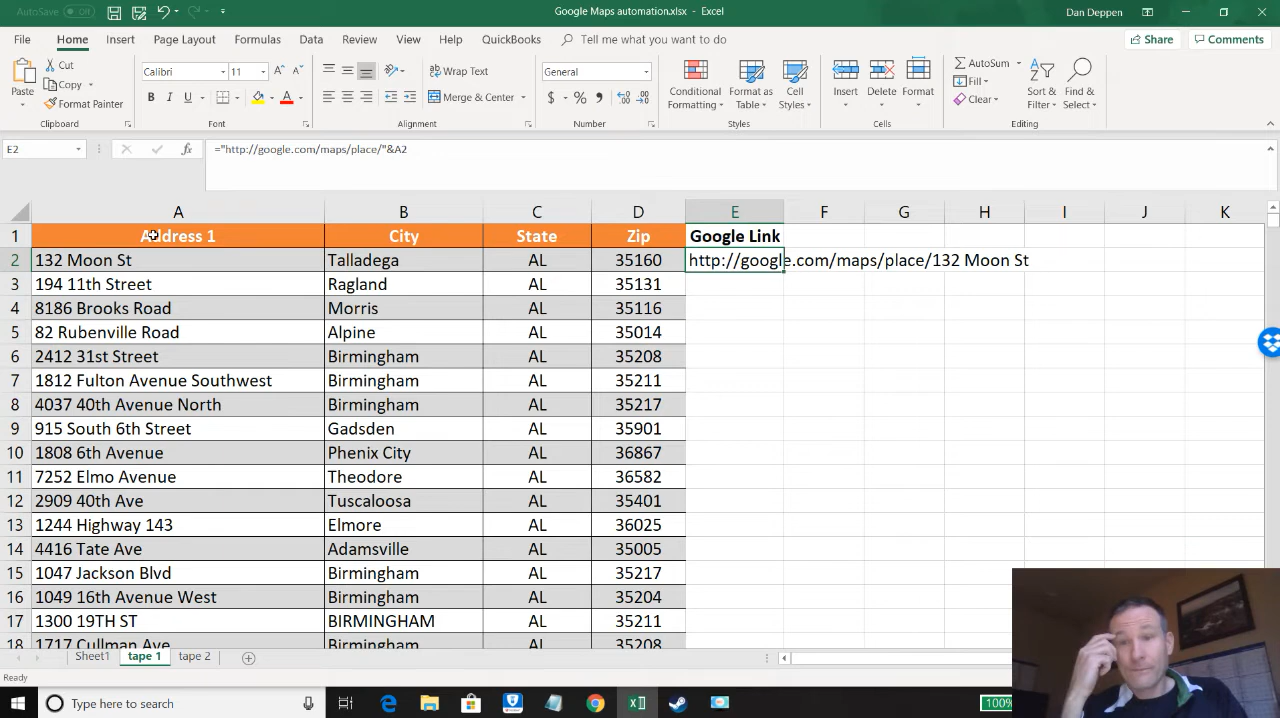 AutoSave Off
Google Maps automation.xlsx - Excel
Dan Deppen
File Home Insert Page Layout Formulas Data Review View Help QuickBooks Tell me what you want to do Share Comments
Paste
Cut
Copy
Format Painter
Clipboard
Calibri 11
B I U
Font
Wrap Text
Merge & Center
Alignment
General
$ % 9
Number
Conditional Formatting
Format as Table
Cell Styles
Styles
Insert Delete Format
Cells
AutoSum
Fill
Clear
Sort & Filter
Find & Select
Editing
E2 fx ="http://google.com/maps/place/"&A2
A B C D E F G H I J K
1 Address 1 City State Zip Google Link
2 132 Moon St Talladega AL 35160 http://google.com/maps/place/132 Moon St
3 194 11th Street Ragland AL 35131
4 8186 Brooks Road Morris AL 35116
5 82 Rubenville Road Alpine AL 35014
6 2412 31st Street Birmingham AL 35208
7 1812 Fulton Avenue Southwest Birmingham AL 35211
8 4037 40th Avenue North Birmingham AL 35217
9 915 South 6th Street Gadsden AL 35901
10 1808 6th Avenue Phenix City AL 36867
11 7252 Elmo Avenue Theodore AL 36582
12 2909 40th Ave Tuscaloosa AL 35401
13 1244 Highway 143 Elmore AL 36025
14 4416 Tate Ave Adamsville AL 35005
15 1047 Jackson Blvd Birmingham AL 35217
16 1049 16th Avenue West Birmingham AL 35204
17 1300 19TH ST BIRMINGHAM AL 35211
18 1717 Cullman Ave Birmingham AL 35208
Sheet1 tape 1 tape 2
Ready
Type here to search
100%